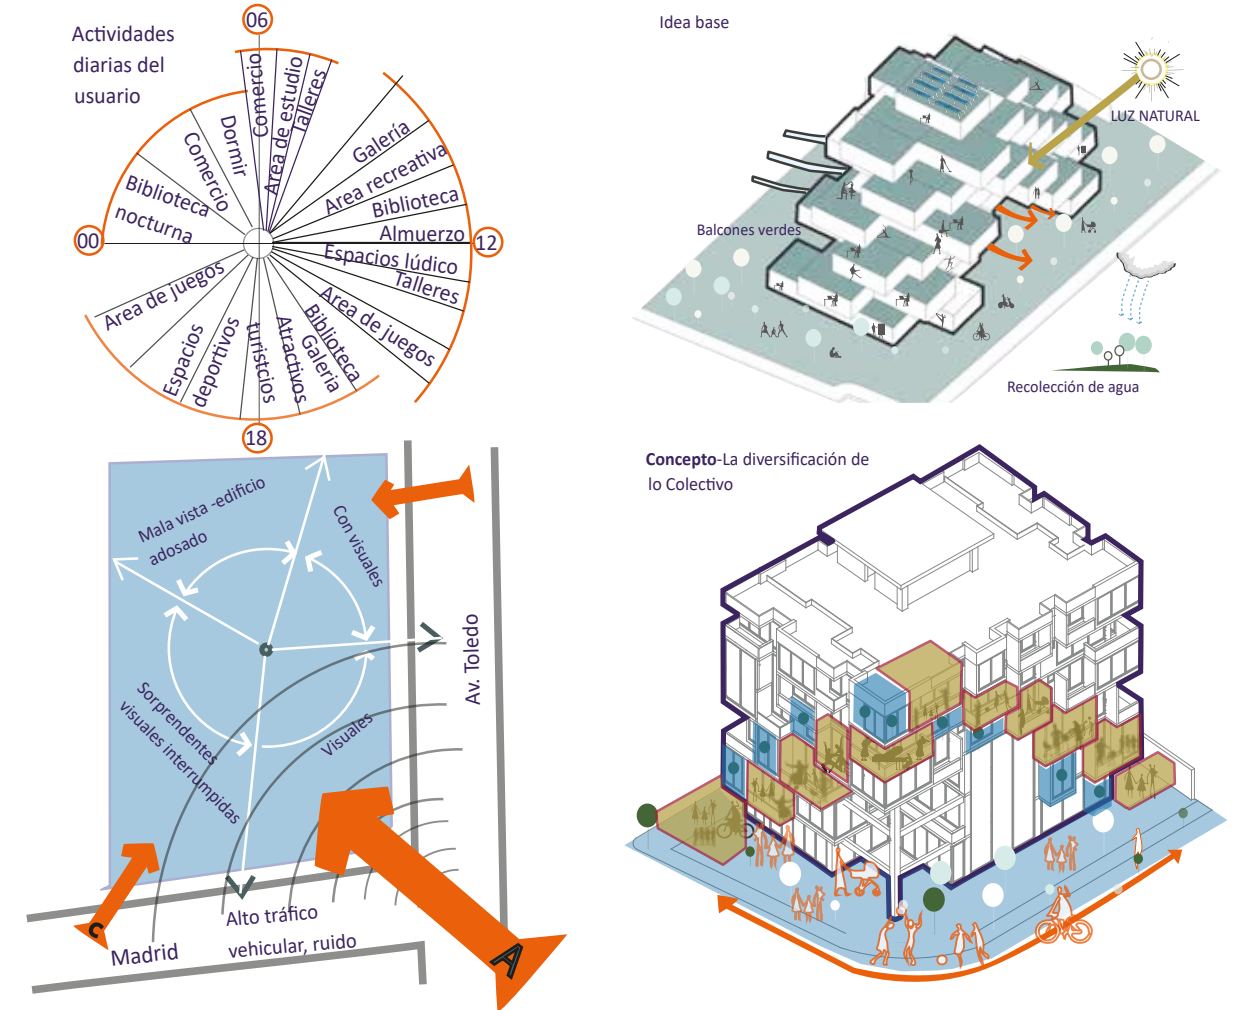 Actividades
diarias del
usuario
06
Comercio
Area de estudio
Talleres
Galería
Area recreativa
Biblioteca
Almuerzo
12
Espacios lúdico
Talleres
Area de juegos
Biblioteca
Galeria
Atractivos
turistcios
18
Espacios
deportivos
Area de juegos
00
Biblioteca
nocturna
Comercio
Dormir
Idea base
LUZ NATURAL
Balcones verdes
Recolección de agua
Mala vista -edificio
adosado
Con visuales
Sorprendentes
visuales interrumpidas
Visuales
Av. Toledo
Alto tráfico
vehicular, ruido
Madrid
C
A
Concepto-La diversificación de
lo Colectivo